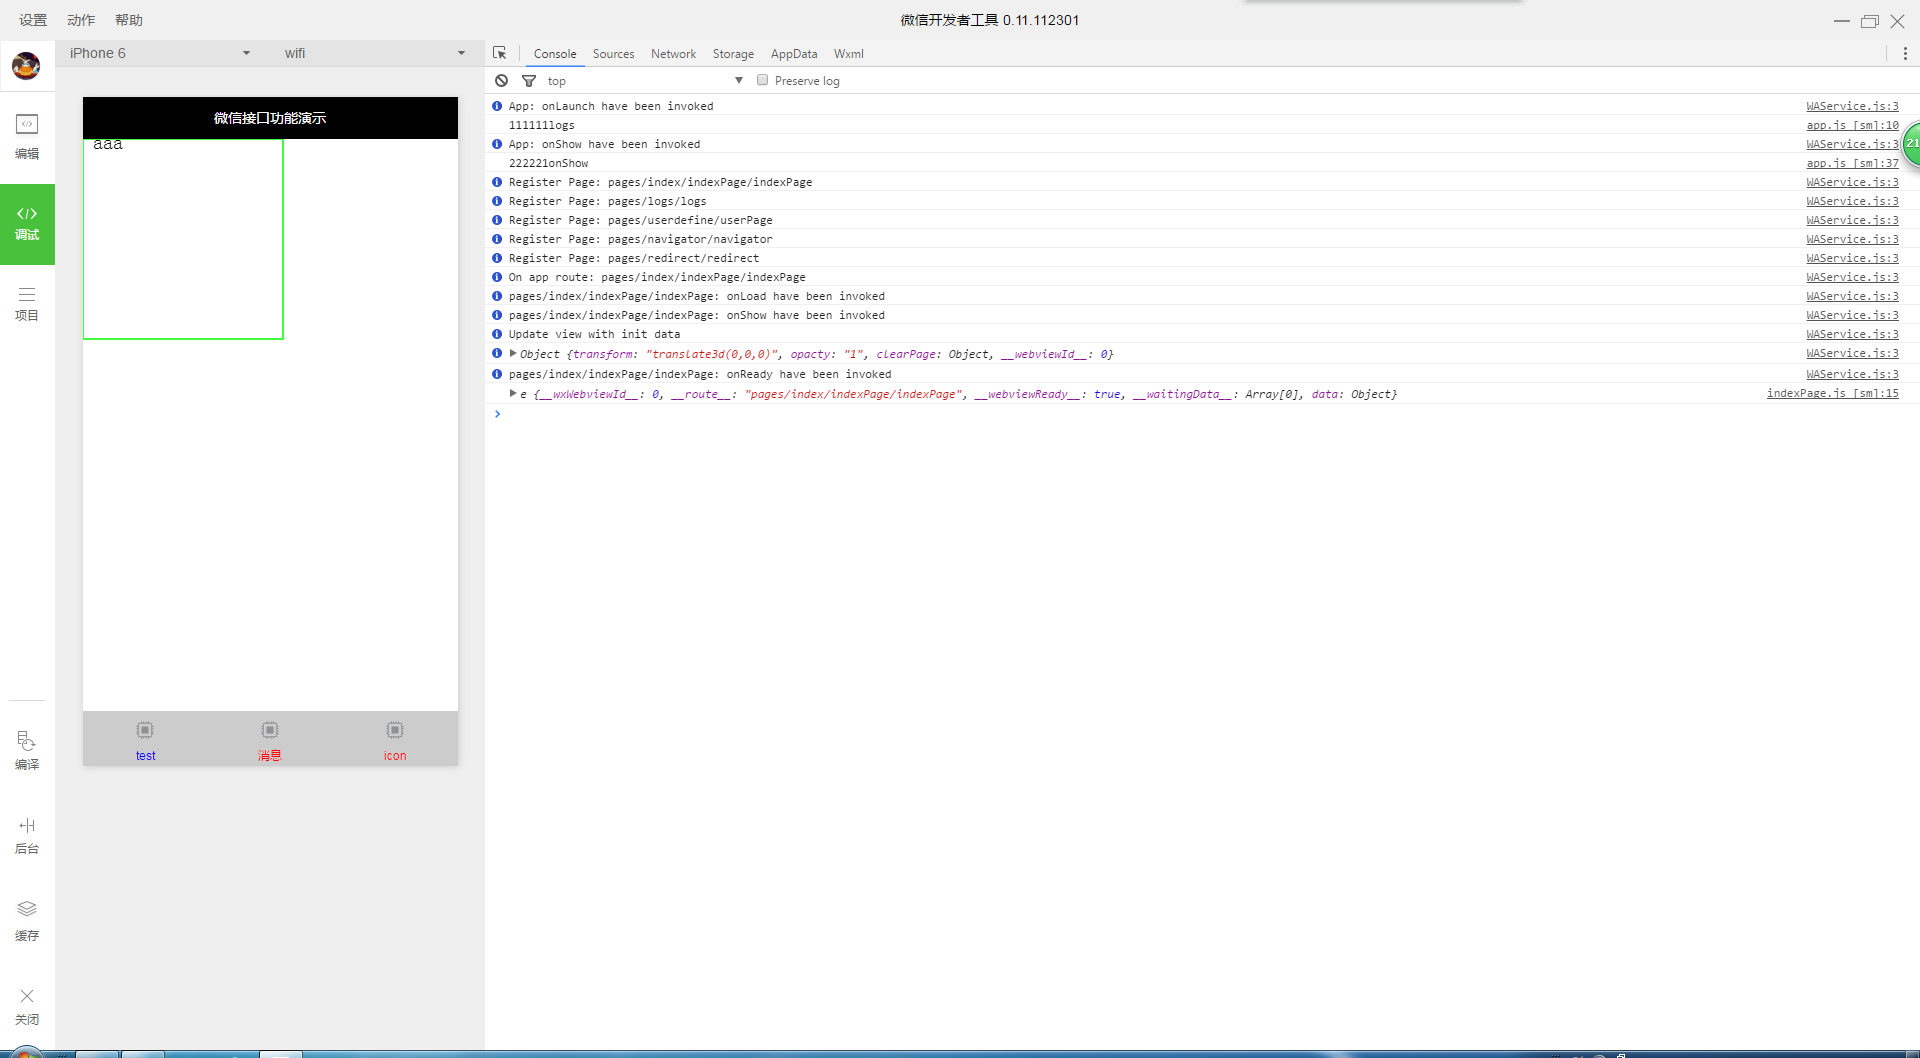 设置 动作 帮助
微信开发者工具 0.11.112301
iPhone 6
wifi
Console Sources Network Storage AppData Wxml
top
Preserve log
编辑
调试
项目
编译
后台
缓存
关闭
微信接口功能演示
aaa
test 消息 icon
App: onLaunch have been invoked WAService.js:3
111111logs app.js [sm]:10
App: onShow have been invoked WAService.js:3
222221onShow app.js [sm]:37
Register Page: pages/index/indexPage/indexPage WAService.js:3
Register Page: pages/logs/logs WAService.js:3
Register Page: pages/userdefine/userPage WAService.js:3
Register Page: pages/navigator/navigator WAService.js:3
Register Page: pages/redirect/redirect WAService.js:3
On app route: pages/index/indexPage/indexPage WAService.js:3
pages/index/indexPage/indexPage: onLoad have been invoked WAService.js:3
pages/index/indexPage/indexPage: onShow have been invoked WAService.js:3
Update view with init data WAService.js:3
Object {transform: "translate3d(0,0,0)", opacty: "1", clearPage: Object, __webviewId__: 0} WAService.js:3
pages/index/indexPage/indexPage: onReady have been invoked WAService.js:3
e {__wxWebviewId__: 0, __route__: "pages/index/indexPage/indexPage", __webviewReady__: true, __waitingData__: Array[0], data: Object} indexPage.js [sm]:15
21